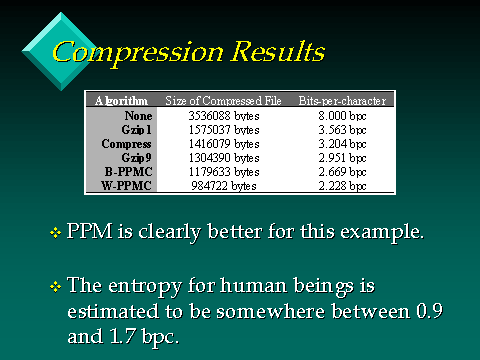 Compression Results
Algorithm Size of Compressed File Bits-per-character
None 3536088 bytes 8.000 bpc
Gzip1 1575037 bytes 3.563 bpc
Compress 1416079 bytes 3.204 bpc
Gzip9 1304390 bytes 2.951 bpc
B-PPMC 1179633 bytes 2.669 bpc
W-PPMC 984722 bytes 2.228 bpc
PPM is clearly better for this example.
The entropy for human beings is
estimated to be somewhere between 0.9
and 1.7 bpc.